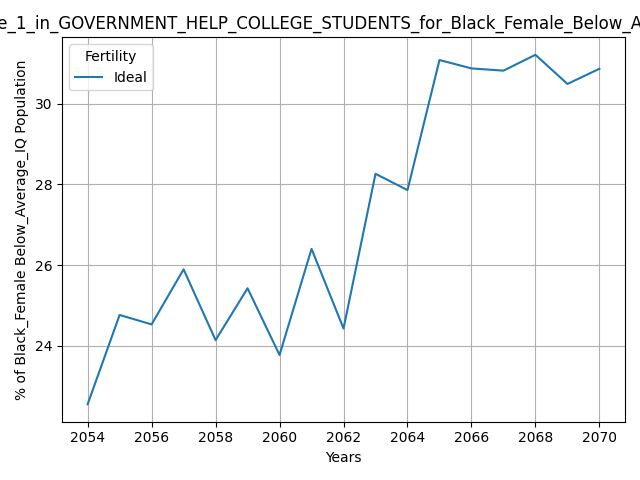 e_1_in_GOVERNMENT_HELP_COLLEGE_STUDENTS_for_Black_Female_Below_A
Fertility
Ideal
% of Black_Female Below_Average_IQ Population
30
28
26
24
2054 2056 2058 2060 2062 2064 2066 2068 2070
Years